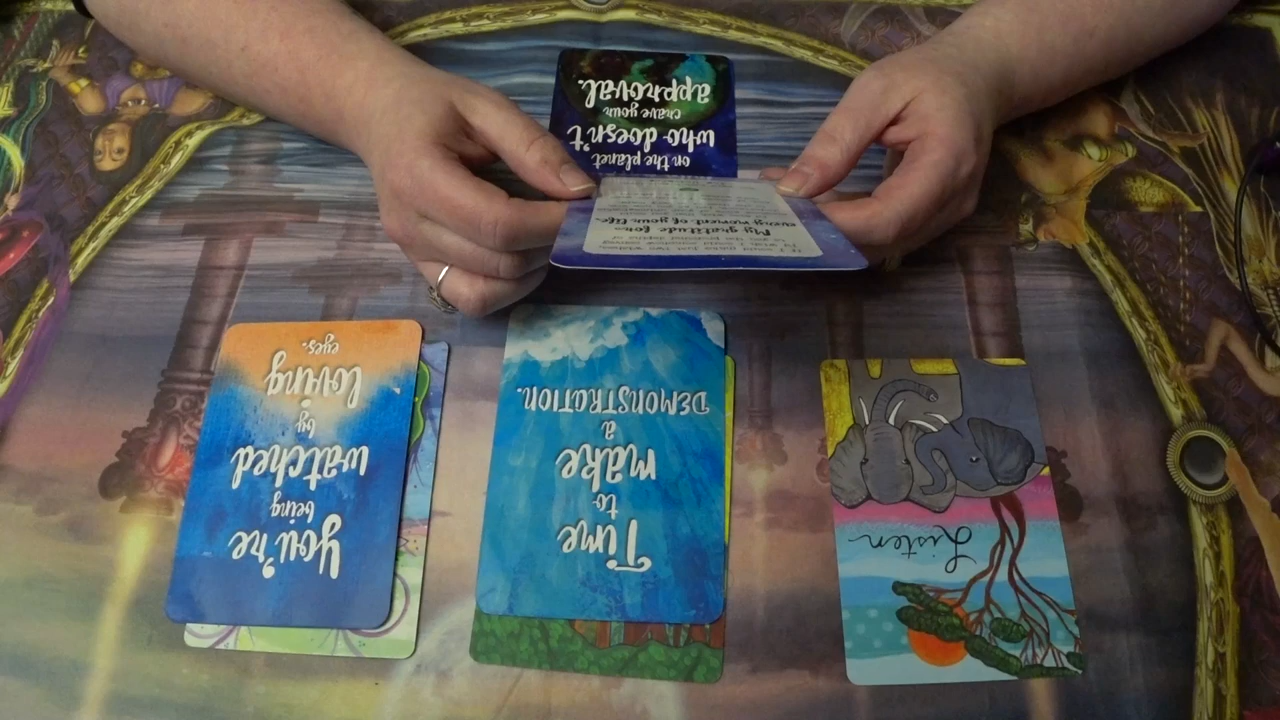 on the planet
who doesn't
crave your
approval.
My gratitude for—
every moment of your life.
You're
being
watched
by
loving
eyes.
Time
to
make
a
DEMONSTRATION.
Listen